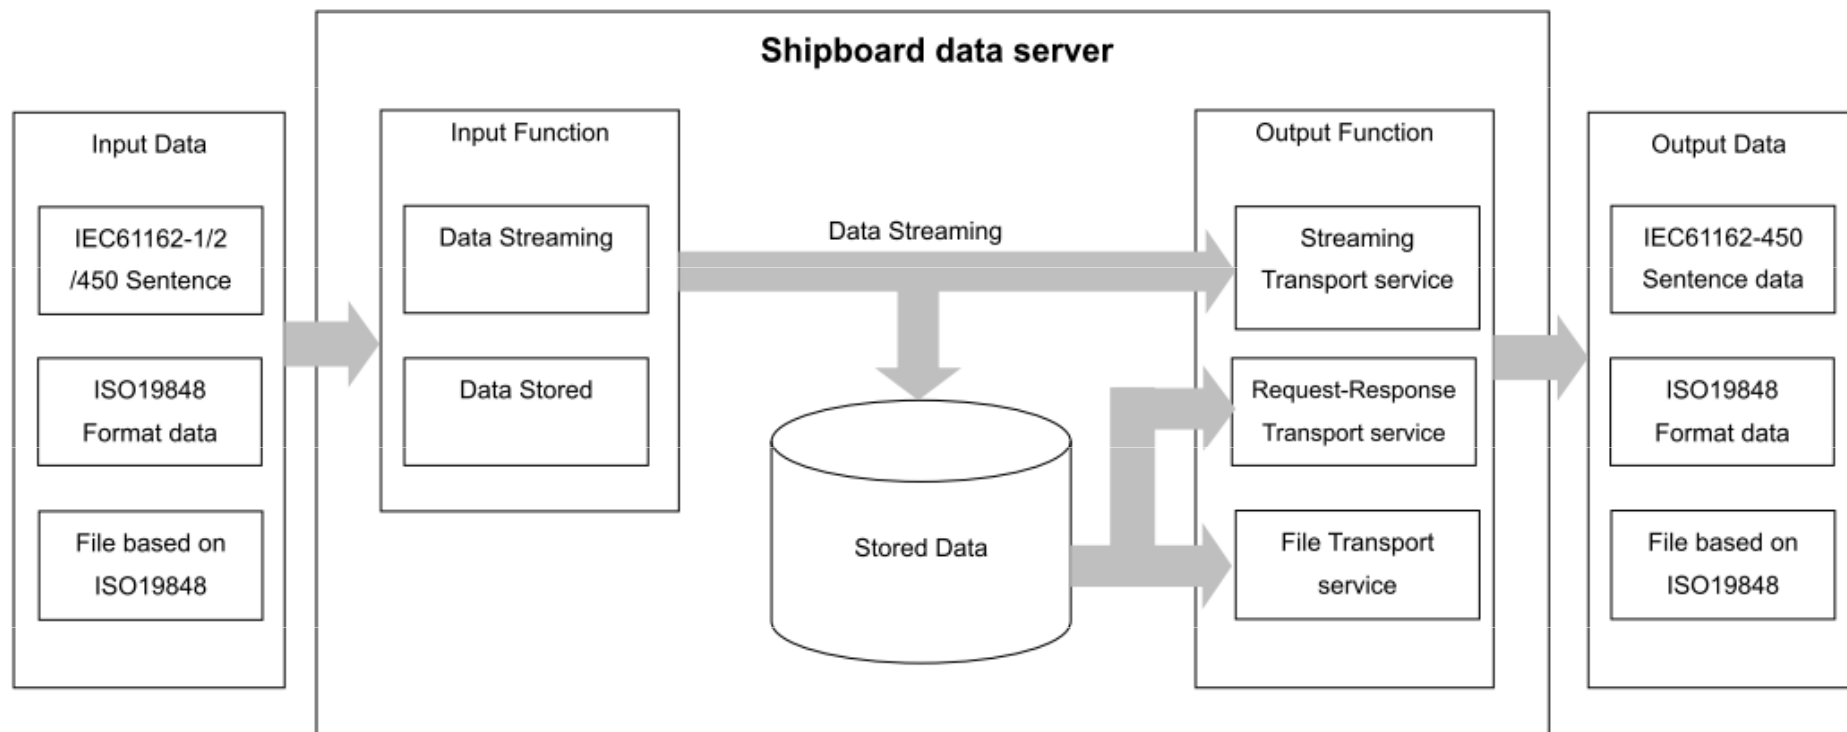 Shipboard data server
Input Data
IEC61162-1/2
/450 Sentence
ISO19848
Format data
File based on
ISO19848
Input Function
Data Streaming
Data Stored
Data Streaming
Stored Data
Output Function
Streaming
Transport service
Request-Response
Transport service
File Transport
service
Output Data
IEC61162-450
Sentence data
ISO19848
Format data
File based on
ISO19848